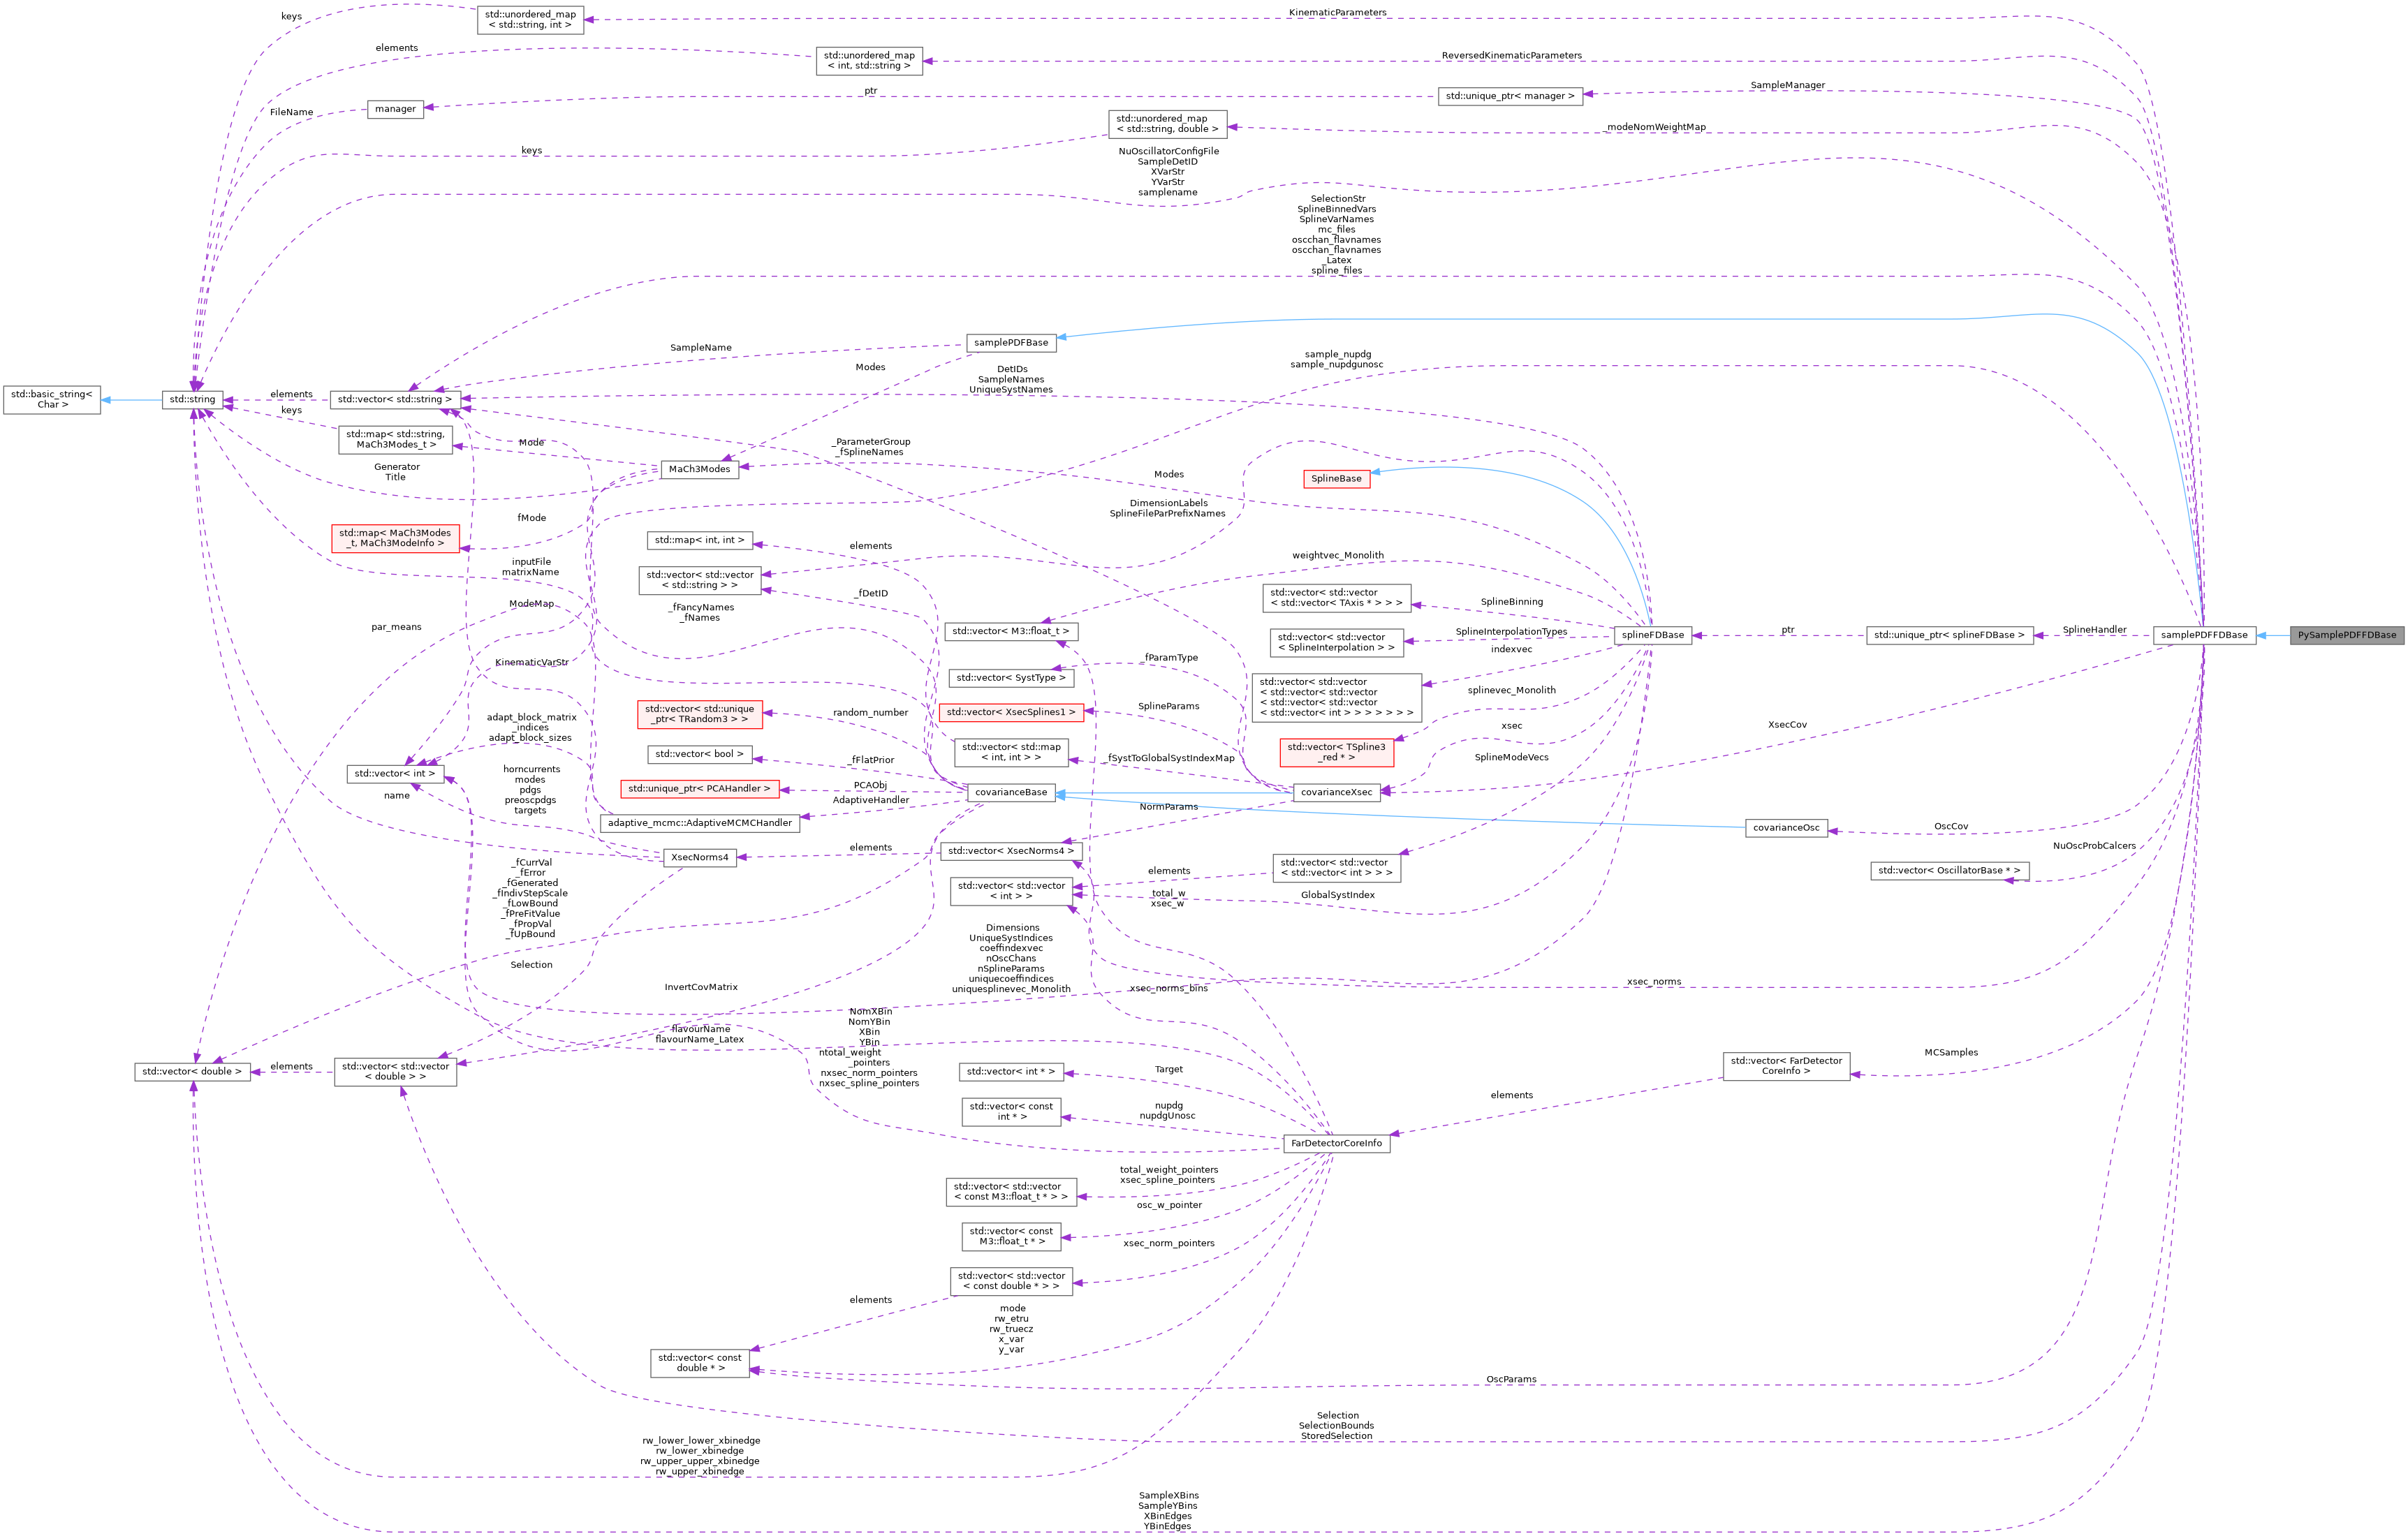 keys
std::unordered_map
< std::string, int >
KinematicParameters
elements
std::unordered_map
< int, std::string >
ReversedKinematicParameters
FileName
manager
ptr
std::unique_ptr< manager >
SampleManager
std::unordered_map
< std::string, double >
_modeNomWeightMap
keys
NuOscillatorConfigFile
SampleDetID
XVarStr
YVarStr
samplename
SelectionStr
SplineBinnedVars
SplineVarNames
mc_files
oscchan_flavnames
oscchan_flavnames
_Latex
spline_files
samplePDFBase
SampleName
Modes
sample_nupdg
sample_nupdgunosc
DetIDs
SampleNames
UniqueSystNames
std::basic_string<
Char >
std::string
elements
keys
std::vector< std::string >
std::map< std::string,
MaCh3Modes_t >
Mode
Generator
Title
MaCh3Modes
_ParameterGroup
_fSplineNames
Modes
SplineBase
DimensionLabels
SplineFileParPrefixNames
fMode
std::map< MaCh3Modes
_t, MaCh3ModeInfo >
std::map< int, int >
elements
weightvec_Monolith
inputFile
matrixName
std::vector< std::vector
< std::string > >
_fDetID
ModeMap
_fFancyNames
_fNames
std::vector< std::vector
< std::vector< TAxis * > > >
SplineBinning
par_means
std::vector< M3::float_t >
std::vector< std::vector
< SplineInterpolation > >
SplineInterpolationTypes
splineFDBase
ptr
std::unique_ptr< splineFDBase >
SplineHandler
samplePDFFDBase
PySamplePDFFDBase
KinematicVarStr
_fParamType
indexvec
std::vector< SystType >
std::vector< std::vector
< std::vector< std::vector
< std::vector< std::vector
< std::vector< int > > > > > > >
splinevec_Monolith
std::vector< std::unique
_ptr< TRandom3 > >
random_number
std::vector< XsecSplines1 >
SplineParams
adapt_block_matrix
_indices
adapt_block_sizes
xsec
XsecCov
std::vector< bool >
_fFlatPrior
std::vector< std::map
< int, int > >
_fSystToGlobalSystIndexMap
std::vector< TSpline3
_red * >
SplineModeVecs
std::vector< int >
horncurrents
modes
pdgs
preoscpdgs
targets
name
std::unique_ptr< PCAHandler >
PCAObj
AdaptiveHandler
covarianceBase
covarianceXsec
NormParams
adaptive_mcmc::AdaptiveMCMCHandler
covarianceOsc
OscCov
XsecNorms4
elements
std::vector< XsecNorms4 >
NuOscProbCalcers
std::vector< OscillatorBase * >
_fCurrVal
_fError
_fGenerated
_fIndivStepScale
_fLowBound
_fPreFitValue
_fPropVal
_fUpBound
std::vector< std::vector
< int > >
elements
std::vector< std::vector
< std::vector< int > > >
total_w
xsec_w
GlobalSystIndex
Dimensions
UniqueSystIndices
coeffindexvec
nOscChans
nSplineParams
uniquecoeffindices
uniquesplinevec_Monolith
Selection
InvertCovMatrix
xsec_norms_bins
xsec_norms
flavourName
flavourName_Latex
NomXBin
NomYBin
XBin
YBin
ntotal_weight
_pointers
nxsec_norm_pointers
nxsec_spline_pointers
std::vector< double >
elements
std::vector< std::vector
< double > >
std::vector< int * >
Target
std::vector< FarDetector
CoreInfo >
MCSamples
elements
std::vector< const
int * >
nupdg
nupdgUnosc
FarDetectorCoreInfo
std::vector< std::vector
< const M3::float_t * > >
total_weight_pointers
xsec_spline_pointers
osc_w_pointer
std::vector< const
M3::float_t * >
xsec_norm_pointers
std::vector< std::vector
< const double * > >
elements
mode
rw_etru
rw_truecz
x_var
y_var
std::vector< const
double * >
OscParams
Selection
SelectionBounds
StoredSelection
rw_lower_lower_xbinedge
rw_lower_xbinedge
rw_upper_upper_xbinedge
rw_upper_xbinedge
SampleXBins
SampleYBins
XBinEdges
YBinEdges